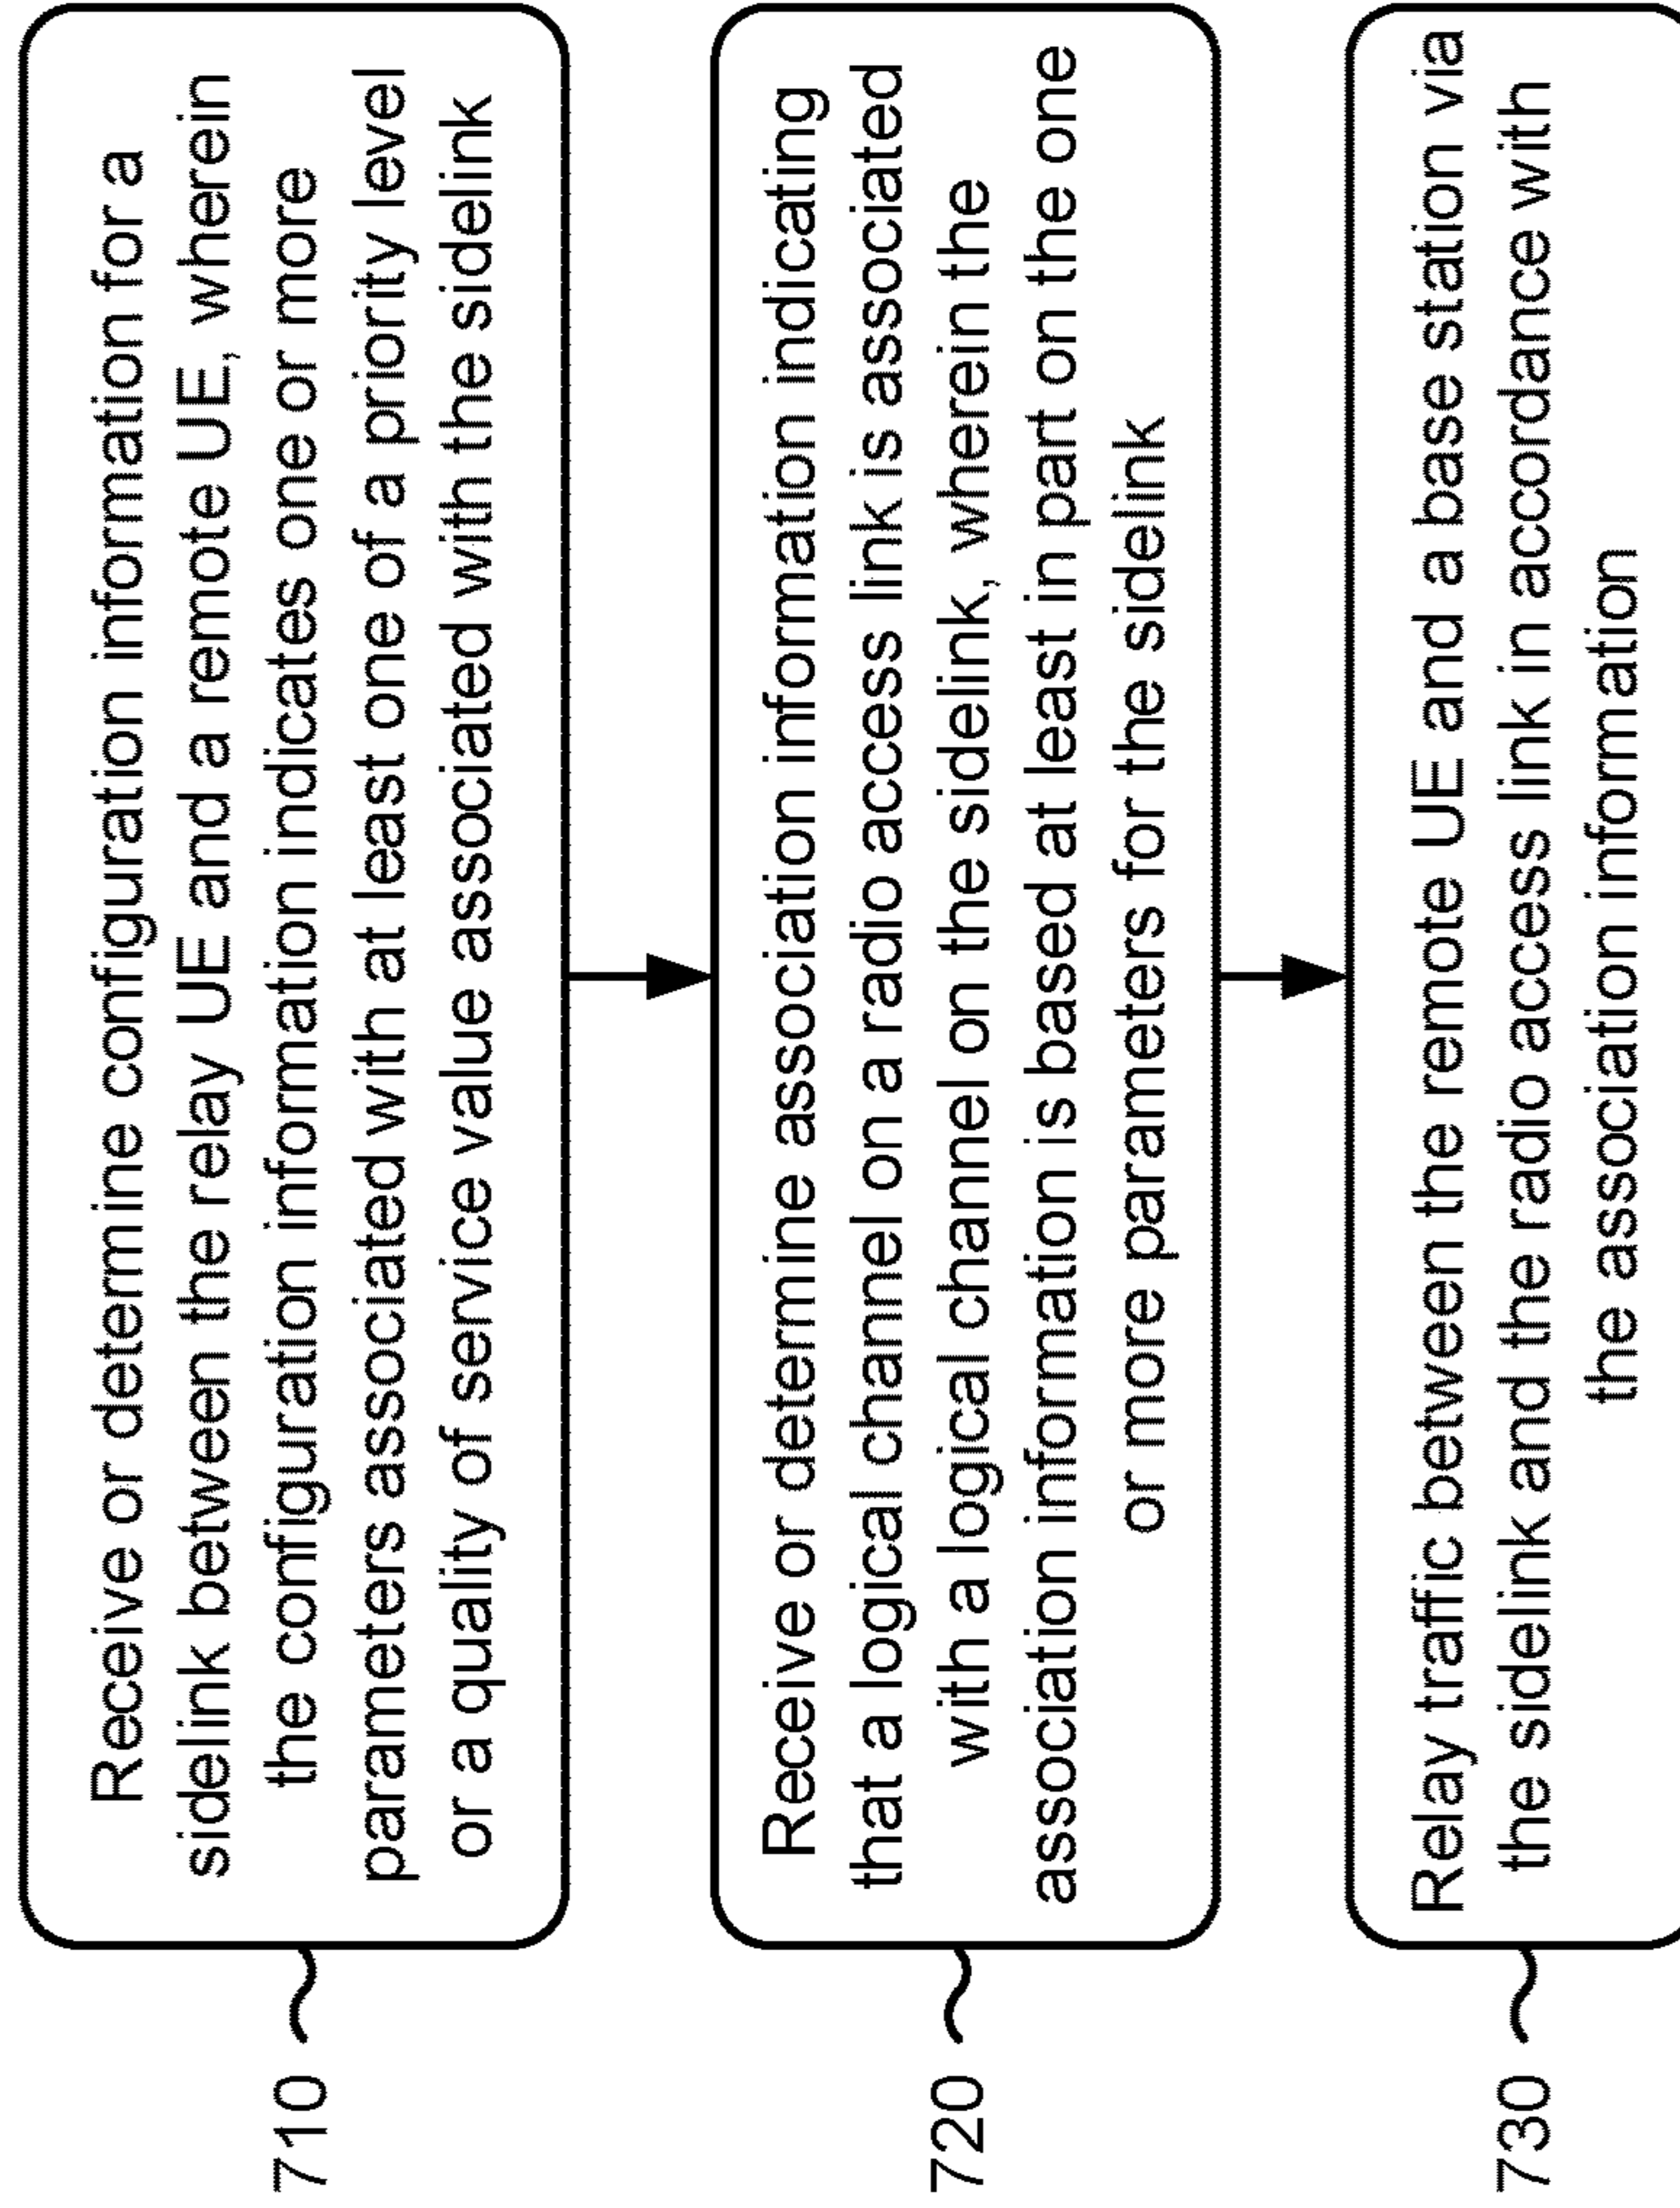 710
Receive or determine configuration information for a
sidelink between the relay UE and a remote UE, wherein
the configuration information indicates one or more
parameters associated with at least one of a priority level
or a quality of service value associated with the sidelink
720
Receive or determine association information indicating
that a logical channel on a radio access link is associated
with a logical channel on the sidelink, wherein the
association information is based at least in part on the one
or more parameters for the sidelink
730
Relay traffic between the remote UE and a base station via
the sidelink and the radio access link in accordance with
the association information